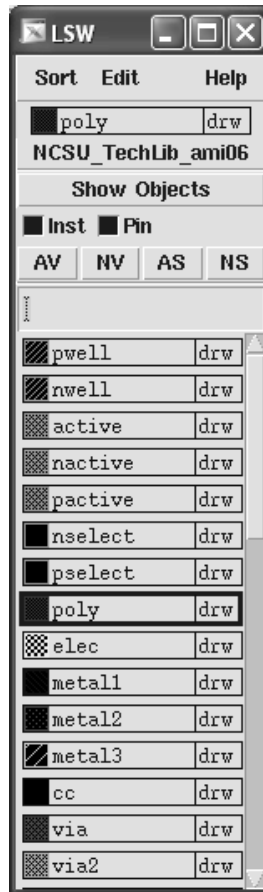 LSW
Sort Edit Help
poly drw
NCSU_TechLib_ami06
Show Objects
Inst Pin
AV NV AS NS
pwell drw
nwell drw
active drw
nactive drw
pactive drw
nselect drw
pselect drw
poly drw
elec drw
metal1 drw
metal2 drw
metal3 drw
cc drw
via drw
via2 drw